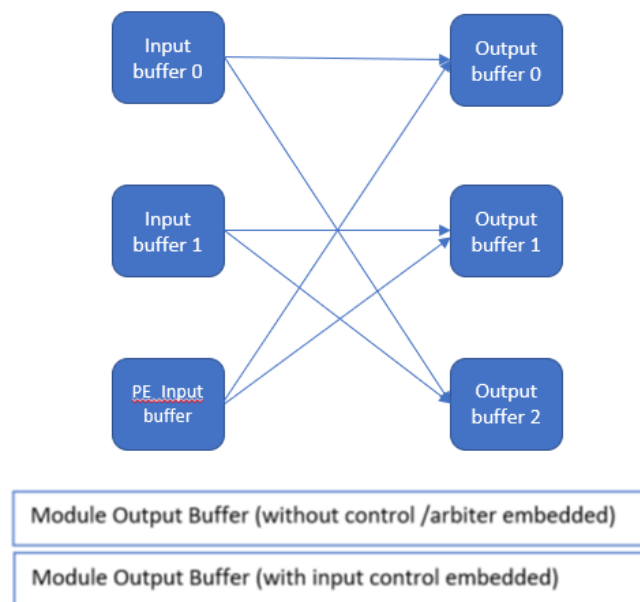 Input
buffer 0
Output
buffer 0
Input
buffer 1
Output
buffer 1
PE_Input
buffer
Output
buffer 2
Module Output Buffer (without control /arbiter embedded)
Module Output Buffer (with input control embedded)